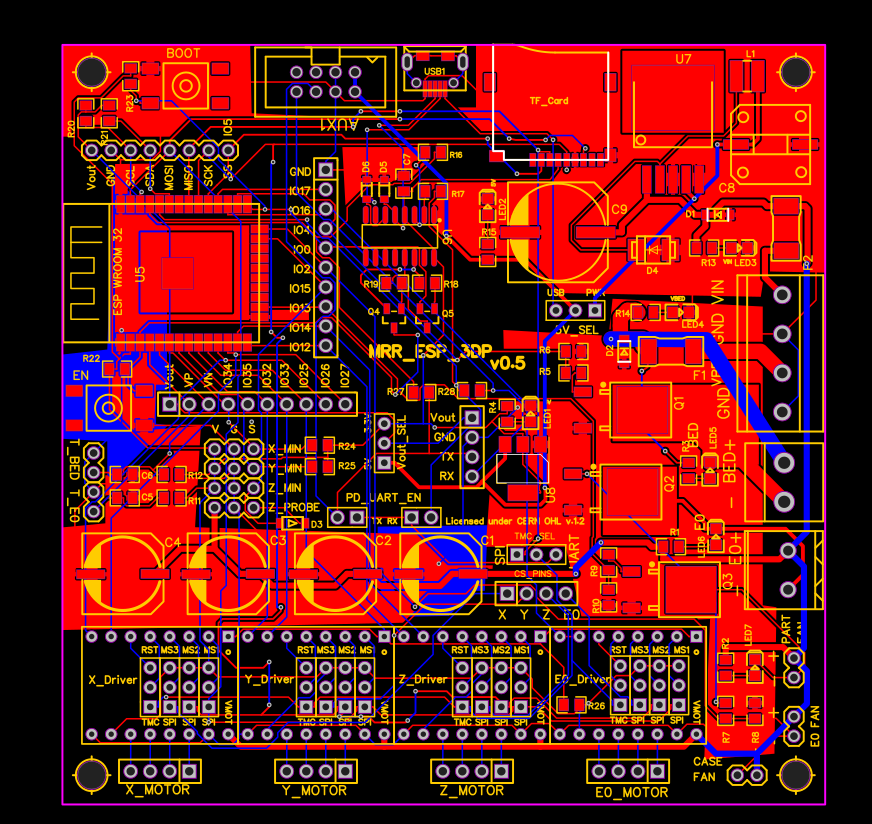 BOOT
R20
R21
R23
AUX1
USB1
TF_Card
U7
L1
C8
Vout
GND
SCL
SDA
MOSI
MISO
SCK
SS
IO5
GND
IO17
IO16
IO4
IO0
IO2
IO15
IO13
IO14
IO12
D6
D5
C7
R16
R17
LED2
R15
C9
D1
D4
R13
VIN
LED3
ESP WROOM 32
U5
U6
R19
R18
Q4
Q5
USB
PWR
5V_SEL
R14
VBED
LED4
VIN
GND
F1
D2
MRR_ESP_3DP
v0.5
R6
R5
R22
EN
Vout
VP
VN
IO34
IO35
IO32
IO33
IO25
IO26
IO27
R27
R28
R4
LED1
Q1
Vout
GND
TX
RX
Vout_SEL
U8
BED
BED+
-
R3
LED5
V G S
X_MIN
Y_MIN
Z_MIN
Z_PROBE
R24
R25
T_BED
T_E0
C6
R12
C5
R11
D3
PD_UART_EN
TX RX
Licensed under CERN OHL v.1.2
Q2
E0
E0+
-
LED6
R1
C4
C3
C2
C1
TMC_SEL
SPI
UART
CS_PINS
X Y Z E0
R9
R10
Q3
RST MS3 MS2 MS1
RST MS3 MS2 MS1
RST MS3 MS2 MS1
RST MS3 MS2 MS1
X_Driver
Y_Driver
Z_Driver
E0_Driver
R26
TMC SPI SPI
TMC SPI SPI
TMC SPI SPI
TMC SPI SPI
R2
LED7
PART
FAN
+
R7
R8
+
E0 FAN
CASE
FAN
X_MOTOR
Y_MOTOR
Z_MOTOR
E0_MOTOR